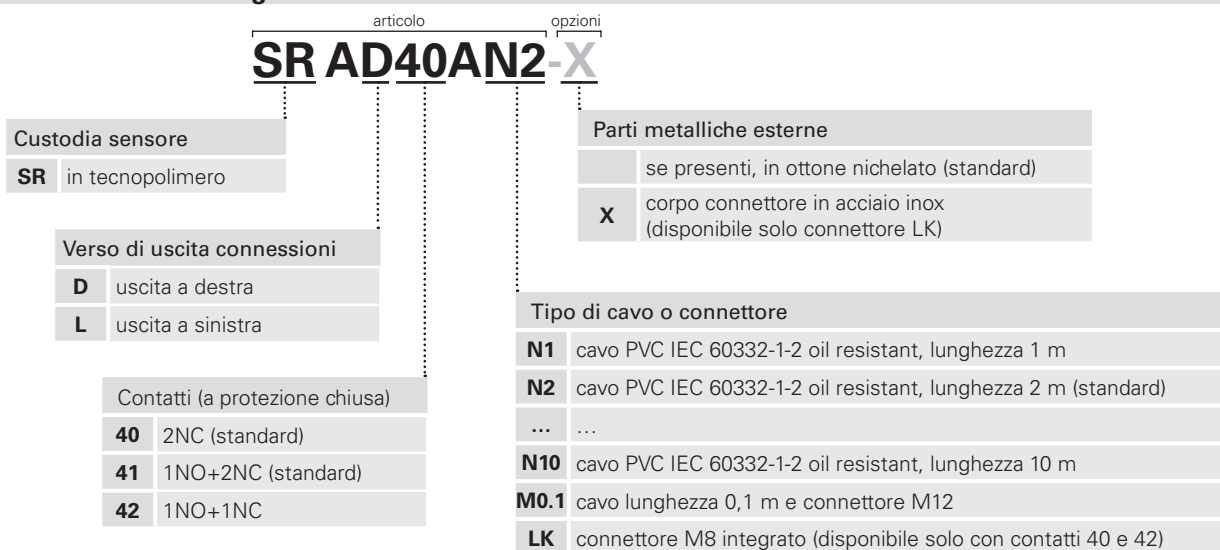 articolo opzioni
SR AD40AN2-X
Custodia sensore
SR in tecnopolimero
Parti metalliche esterne
se presenti, in ottone nichelato (standard)
X corpo connettore in acciaio inox
(disponibile solo connettore LK)
Verso di uscita connessioni
D uscita a destra
L uscita a sinistra
Contatti (a protezione chiusa)
40 2NC (standard)
41 1NO+2NC (standard)
42 1NO+1NC
Tipo di cavo o connettore
N1 cavo PVC IEC 60332-1-2 oil resistant, lunghezza 1 m
N2 cavo PVC IEC 60332-1-2 oil resistant, lunghezza 2 m (standard)
... ...
N10 cavo PVC IEC 60332-1-2 oil resistant, lunghezza 10 m
M0.1 cavo lunghezza 0,1 m e connettore M12
LK connettore M8 integrato (disponibile solo con contatti 40 e 42)